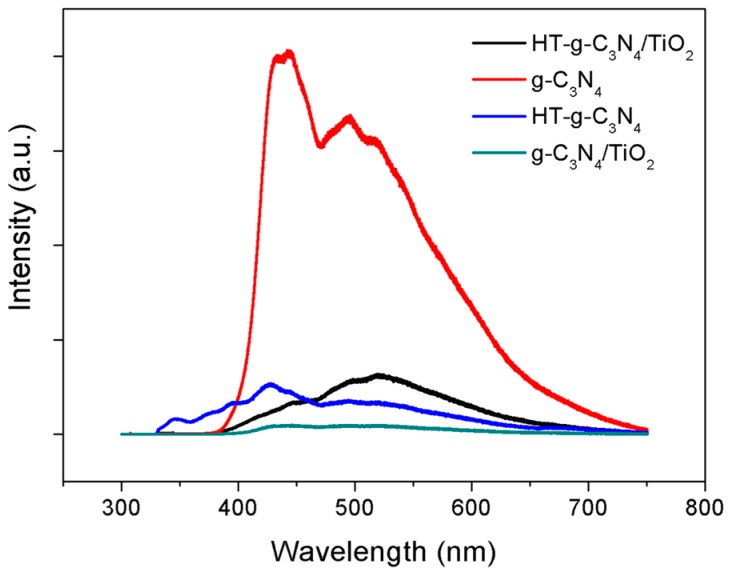 HT-g-C₃N₄/TiO₂
g-C₃N₄
HT-g-C₃N₄
g-C₃N₄/TiO₂
Intensity (a.u.)
300 400 500 600 700 800
Wavelength (nm)